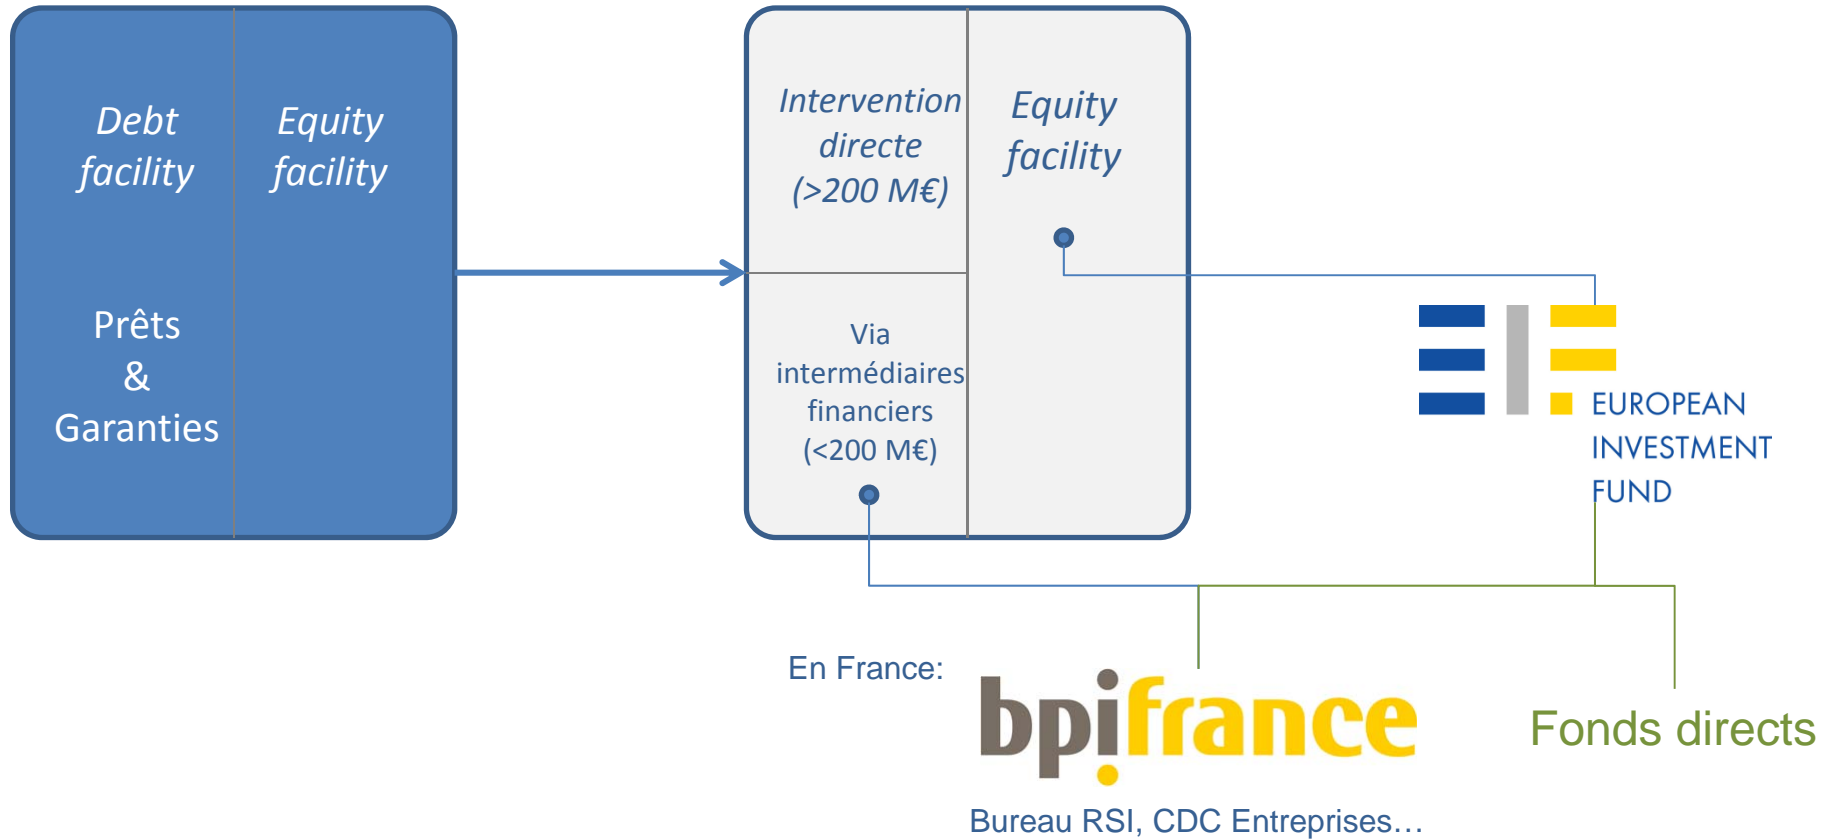 Debt
facility
Equity
facility
Prêts
&
Garanties
Intervention
directe
(>200 M€)
Equity
facility
Via
intermédiaires
financiers
(<200 M€)
EIF
EUROPEAN
INVESTMENT
FUND
En France:
bpifrance
Fonds directs
Bureau RSI, CDC Entreprises…